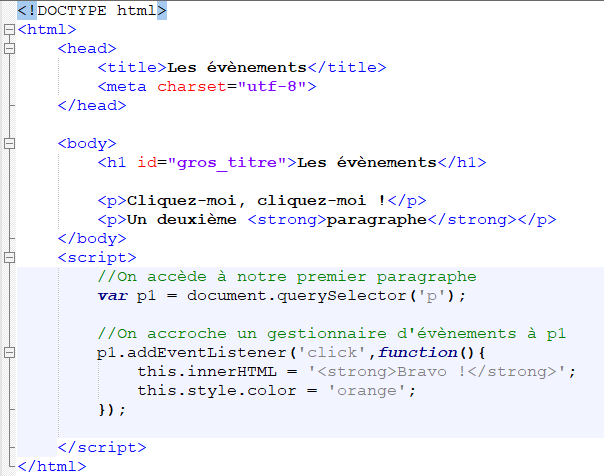 <!DOCTYPE html>
<html>
<head>
<title>Les évènements</title>
<meta charset="utf-8">
</head>
<body>
<h1 id="gros_titre">Les évènements</h1>
<p>Cliquez-moi, cliquez-moi !</p>
<p>Un deuxième <strong>paragraphe</strong></p>
</body>
<script>
//On accède à notre premier paragraphe
var p1 = document.querySelector('p');
//On accroche un gestionnaire d'évènements à p1
p1.addEventListener('click',function(){
this.innerHTML = '<strong>Bravo !</strong>';
this.style.color = 'orange';
});
</script>
</html>